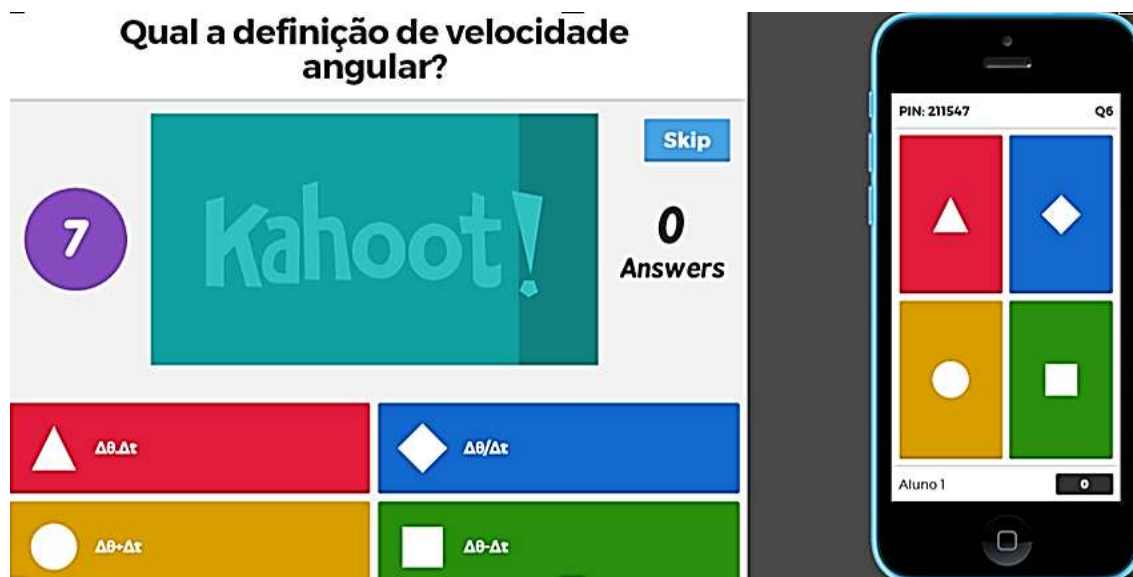 Qual a definição de velocidade
angular?
Skip
7
Kahoot!
0
Answers
Δθ.Δt
Δθ/Δt
Δθ+Δt
Δθ-Δt
PIN: 211547 Q6
Aluno 1 0